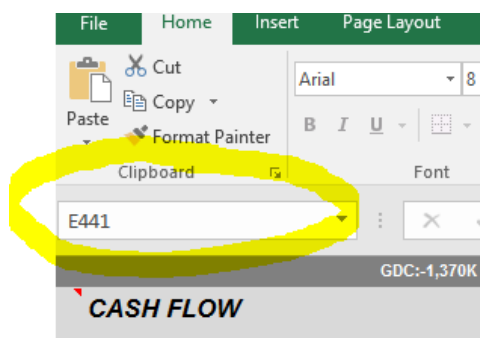 File Home Insert Page Layout
Cut
Arial 8
Copy
Paste
Format Painter
B I U
Clipboard Font
E441
GDC:-1,370K
CASH FLOW